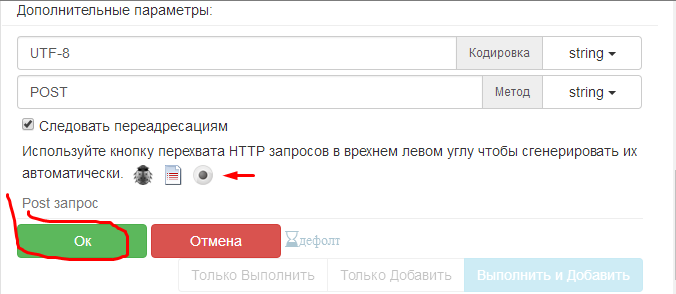 Дополнительные параметры:
UTF-8 Кодировка string
POST Метод string
Следовать переадресациям
Используйте кнопку перехвата HTTP запросов в врехнем левом углу чтобы сгенерировать их
автоматически.
Post запрос
Ок Отмена дефолт
Только Выполнить Только Добавить Выполнить и Добавить